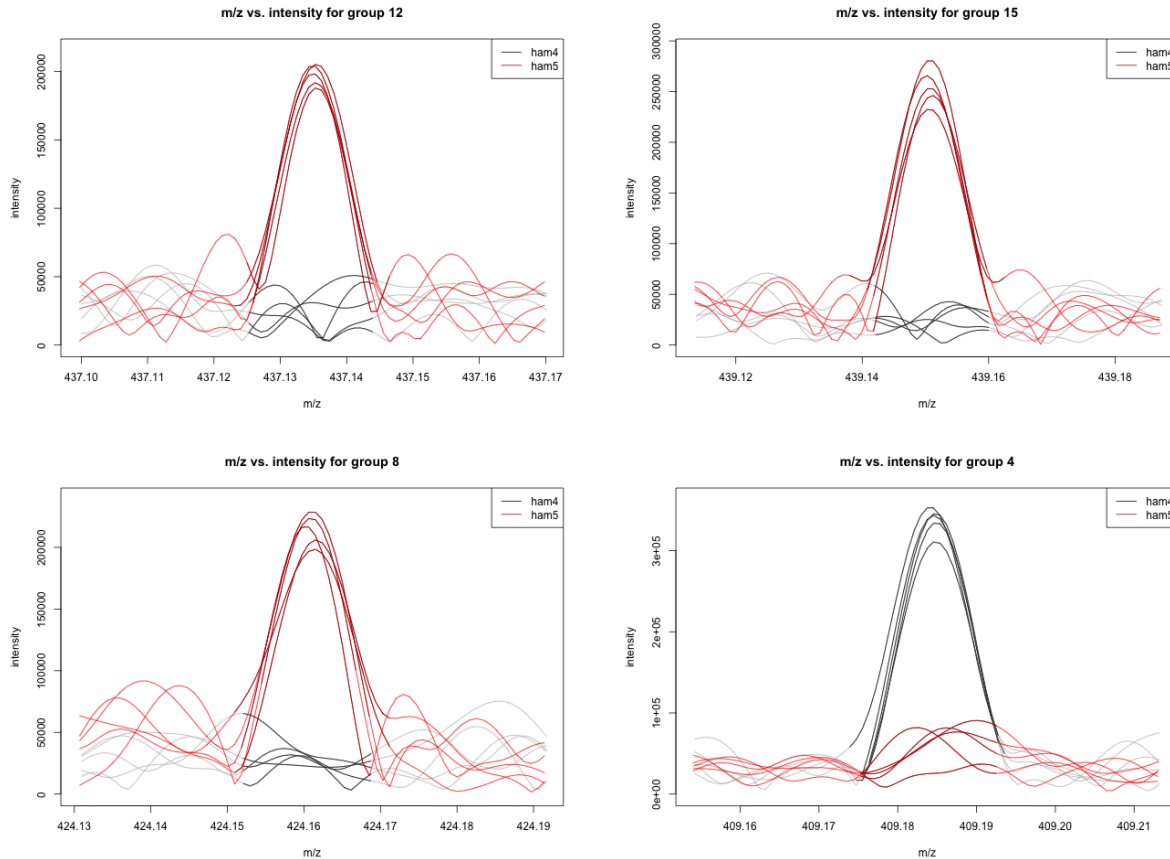 m/z vs. intensity for group 12
ham4
ham5
intensity
0
50000
100000
150000
200000
437.10
437.11
437.12
437.13
437.14
437.15
437.16
437.17
m/z
m/z vs. intensity for group 15
ham4
ham5
intensity
0
50000
100000
150000
200000
250000
300000
439.12
439.14
439.16
439.18
m/z
m/z vs. intensity for group 8
ham4
ham5
intensity
0
50000
100000
150000
200000
424.13
424.14
424.15
424.16
424.17
424.18
424.19
m/z
m/z vs. intensity for group 4
ham4
ham5
intensity
0e+00
1e+05
2e+05
3e+05
409.16
409.17
409.18
409.19
409.20
409.21
m/z